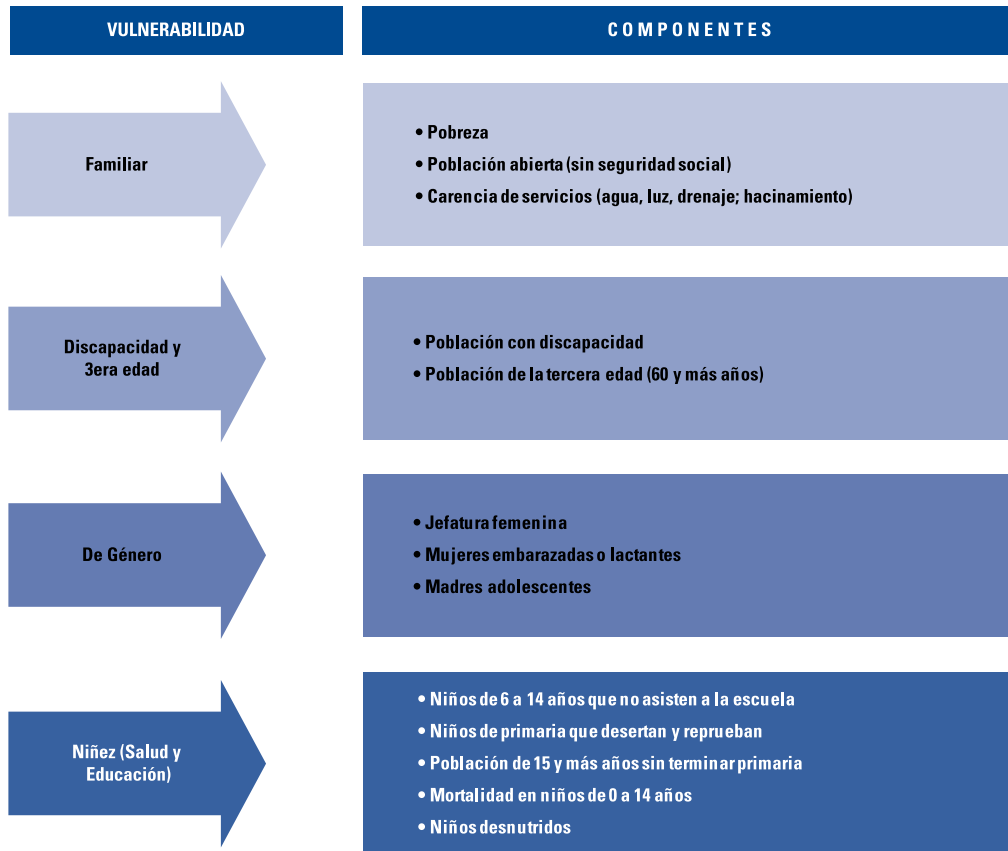 VULNERABILIDAD
COMPONENTES
Familiar
• Pobreza
• Población abierta (sin seguridad social)
• Carencia de servicios (agua, luz, drenaje; hacinamiento)
Discapacidad y
3era edad
• Población con discapacidad
• Población de la tercera edad (60 y más años)
De Género
• Jefatura femenina
• Mujeres embarazadas o lactantes
• Madres adolescentes
Niñez (Salud y
Educación)
• Niños de 6 a 14 años que no asisten a la escuela
• Niños de primaria que desertan y reprueban
• Población de 15 y más años sin terminar primaria
• Mortalidad en niños de 0 a 14 años
• Niños desnutridos